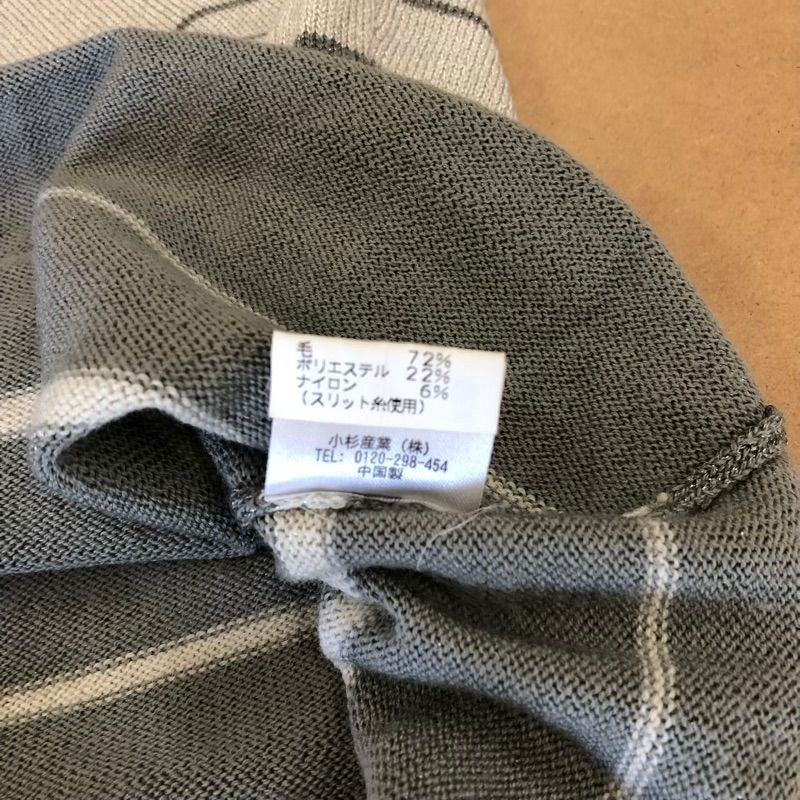 毛 72%
ポリエステル 22%
ナイロン 6%
(スリット糸使用)
小杉産業(株)
TEL: 0120-298-454
中国製